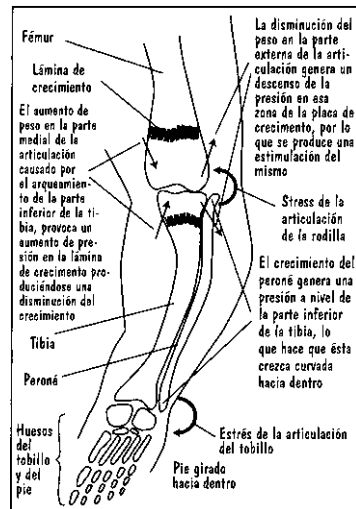 Fémur
Lámina de
crecimiento
El aumento de
peso en la parte
medial de la
articulación
causado por
el arqueamien-
to de la parte
inferior de la ti-
bia, provoca un
aumento de pre-
sión en la lámina
de crecimento pro-
duciéndose una
disminución del
crecimiento
Tibia
Peroné
Huesos
del
tobillo
y del
pie
La disminución del
peso en la parte
externa de la arti-
culación genera un
descenso de la
presión en esa
zona de la placa de
crecimento, por lo
que se produce una
estimulación del
mismo
Stress de la
articulación
de la rodilla
El crecimiento del
peroné genera una
presión a nivel de
la parte inferior
de la tibia, lo
que hace que ésta
crezca curvada
hacia dentro
Estrés de la articulación
del tobillo
Pie girado
hacia dentro